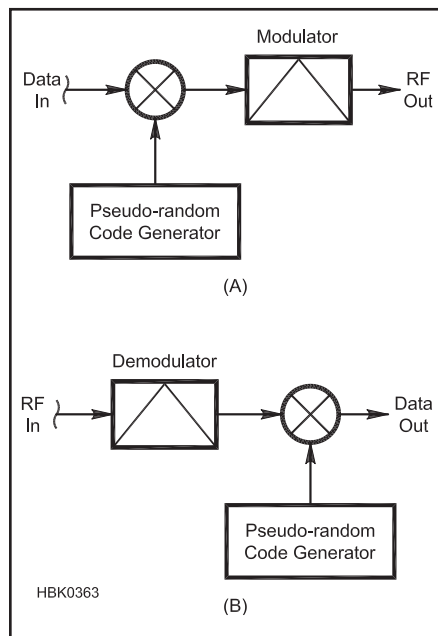 Modulator
Data
In
RF
Out
Pseudo-random
Code Generator
(A)
Demodulator
RF
In
Data
Out
Pseudo-random
Code Generator
HBK0363
(B)